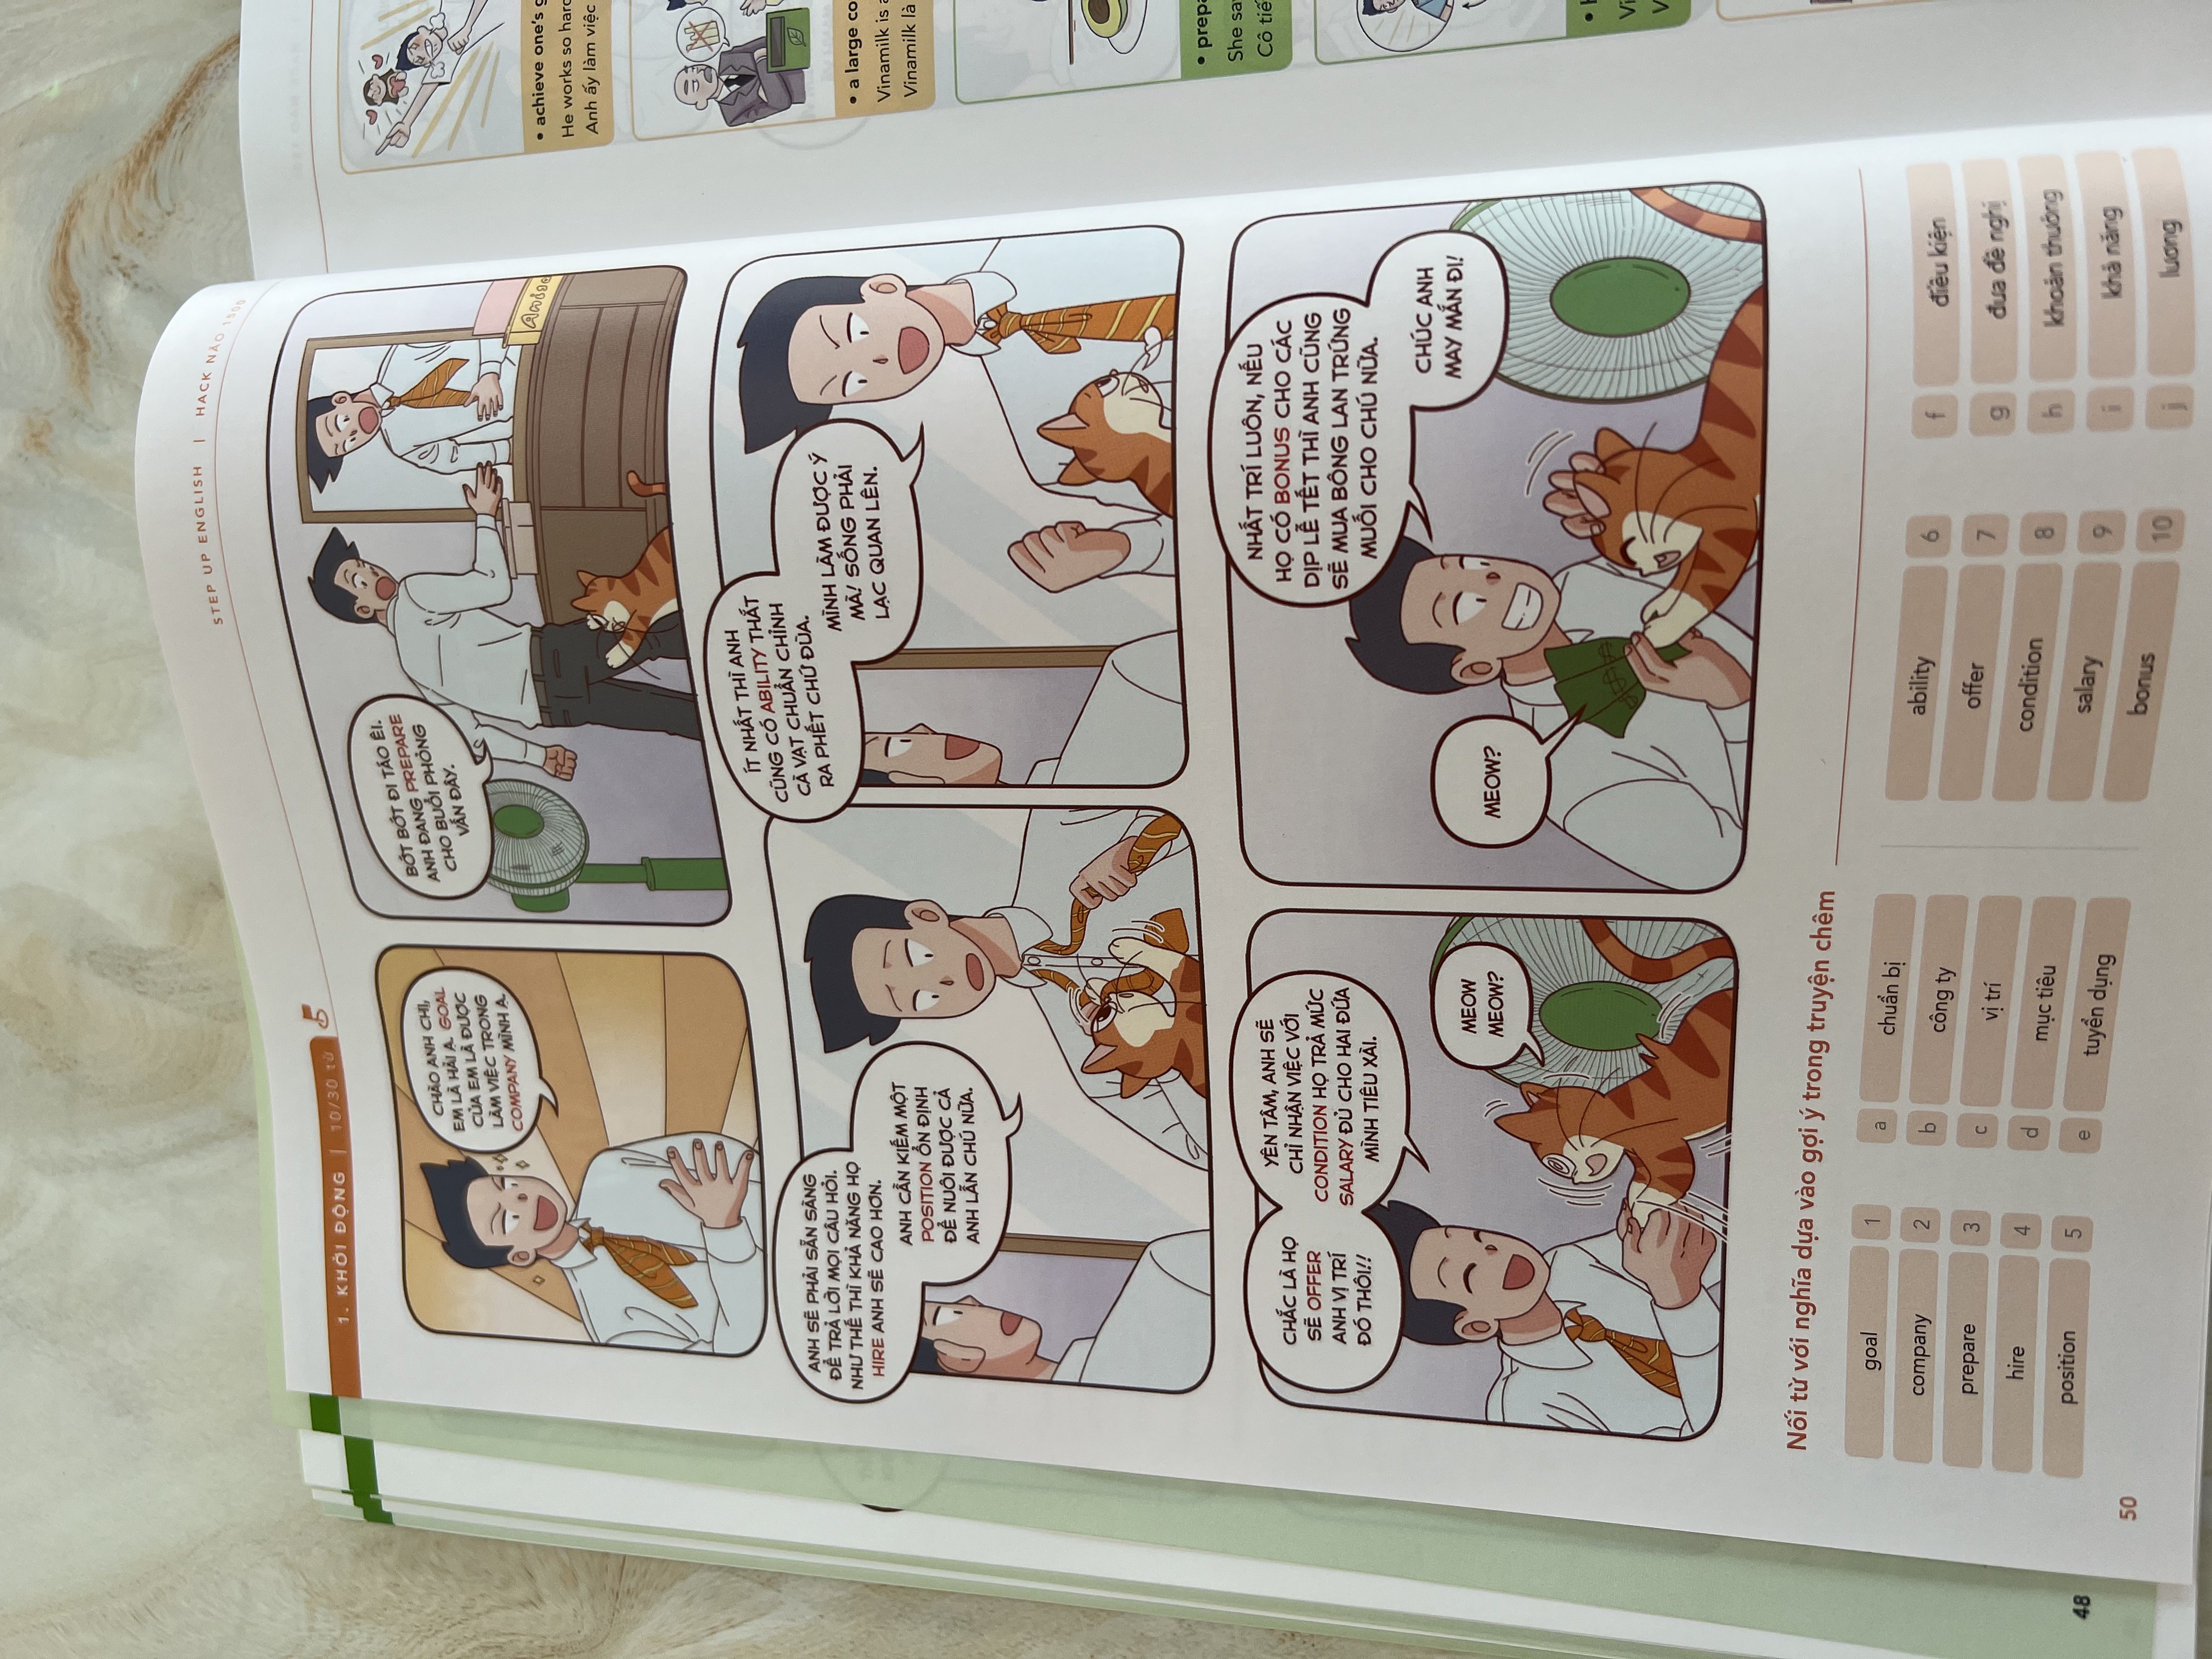 STEP UP ENGLISH | HACK NÃO 1500
1. KHỞI ĐỘNG | 10/30 từ
CHÀO ANH CHỊ,
EM LÀ HẢI Ạ. GOAL
CỦA EM LÀ ĐƯỢC
LÀM VIỆC TRONG
COMPANY MÌNH Ạ.
BỚT BỚT ĐI TÁO ÊI.
ANH ĐANG PREPARE
CHO BUỔI PHỎNG
VẤN ĐÂY.
ANH SẼ PHẢI SẴN SÀNG
ĐỂ TRẢ LỜI MỌI CÂU HỎI.
NHƯ THẾ THÌ KHẢ NĂNG HỌ
HIRE ANH SẼ CAO HƠN.
ANH CẦN KIẾM MỘT
POSITION ỔN ĐỊNH
ĐỂ NUÔI ĐƯỢC CẢ
ANH LẪN CHÚ NỮA.
ÍT NHẤT THÌ ANH
CŨNG CÓ ABILITY THẮT
CÀ VẠT CHUẨN CHỈNH
RA PHẾT CHỨ ĐÙA.
MÌNH LÀM ĐƯỢC Ý
MÀ! SỐNG PHẢI
LẠC QUAN LÊN.
CHẮC LÀ HỌ
SẼ OFFER
ANH VỊ TRÍ
ĐÓ THÔI!!
YÊN TÂM, ANH SẼ
CHỈ NHẬN VIỆC VỚI
CONDITION HỌ TRẢ MỨC
SALARY ĐỦ CHO HAI ĐỨA
MÌNH TIÊU XÀI.
MEOW
MEOW?
NHẤT TRÍ LUÔN, NẾU
HỌ CÓ BONUS CHO CÁC
DỊP LỄ TẾT THÌ ANH CŨNG
SẼ MUA BÔNG LAN TRỨNG
MUỐI CHO CHÚ NỮA.
CHÚC ANH
MAY MẮN ĐI!
MEOW?
Nối từ với nghĩa dựa vào gợi ý trong truyện chêm
goal 1 a chuẩn bị
company 2 b công ty
prepare 3 c vị trí
hire 4 d mục tiêu
position 5 e tuyển dụng
ability 6 f điều kiện
offer 7 g đưa đề nghị
condition 8 h khoản thưởng
salary 9 i khả năng
bonus 10 j lương
48
50
• achieve one's
He works so hard
Anh ấy làm việc
• a large
Vinamilk is
Vinamilk là
She